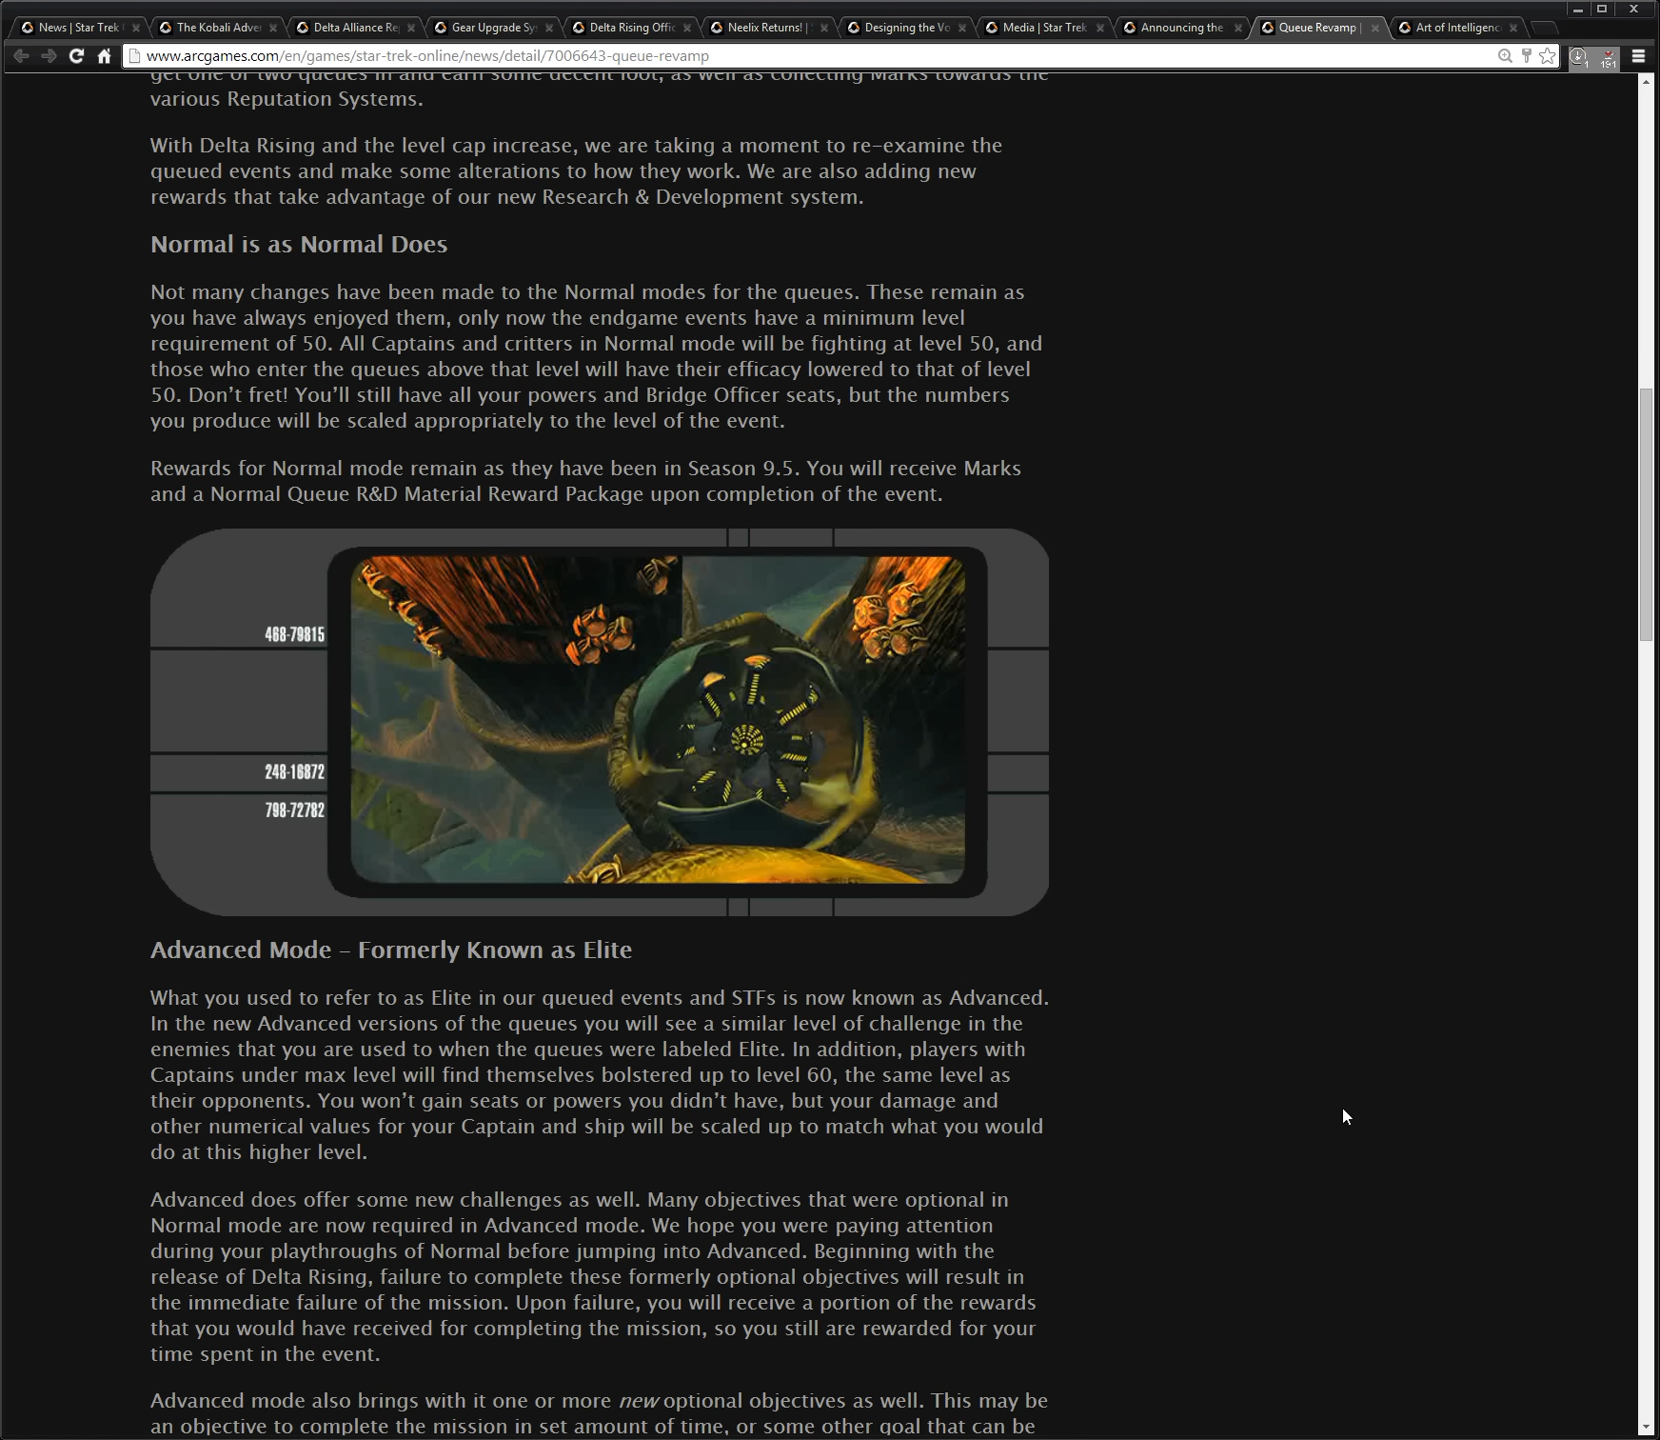 News | Star Trek
The Kobali Adve
Delta Alliance Re
Gear Upgrade Sy
Delta Rising Offic
Neelix Returns! |
Designing the Vo
Media | Star Trek
Announcing the
Queue Revamp |
Art of Intelligenc
www.arcgames.com/en/games/star-trek-online/news/detail/7006643-queue-revamp
1
191
get one or two queues in and earn some decent loot, as well as collecting Marks towards the
various Reputation Systems.
With Delta Rising and the level cap increase, we are taking a moment to re-examine the
queued events and make some alterations to how they work. We are also adding new
rewards that take advantage of our new Research & Development system.
Normal is as Normal Does
Not many changes have been made to the Normal modes for the queues. These remain as
you have always enjoyed them, only now the endgame events have a minimum level
requirement of 50. All Captains and critters in Normal mode will be fighting at level 50, and
those who enter the queues above that level will have their efficacy lowered to that of level
50. Don’t fret! You’ll still have all your powers and Bridge Officer seats, but the numbers
you produce will be scaled appropriately to the level of the event.
Rewards for Normal mode remain as they have been in Season 9.5. You will receive Marks
and a Normal Queue R&D Material Reward Package upon completion of the event.
468-79815
248-16872
798-72782
Advanced Mode – Formerly Known as Elite
What you used to refer to as Elite in our queued events and STFs is now known as Advanced.
In the new Advanced versions of the queues you will see a similar level of challenge in the
enemies that you are used to when the queues were labeled Elite. In addition, players with
Captains under max level will find themselves bolstered up to level 60, the same level as
their opponents. You won’t gain seats or powers you didn’t have, but your damage and
other numerical values for your Captain and ship will be scaled up to match what you would
do at this higher level.
Advanced does offer some new challenges as well. Many objectives that were optional in
Normal mode are now required in Advanced mode. We hope you were paying attention
during your playthroughs of Normal before jumping into Advanced. Beginning with the
release of Delta Rising, failure to complete these formerly optional objectives will result in
the immediate failure of the mission. Upon failure, you will receive a portion of the rewards
that you would have received for completing the mission, so you still are rewarded for your
time spent in the event.
Advanced mode also brings with it one or more new optional objectives as well. This may be
an objective to complete the mission in set amount of time, or some other goal that can be